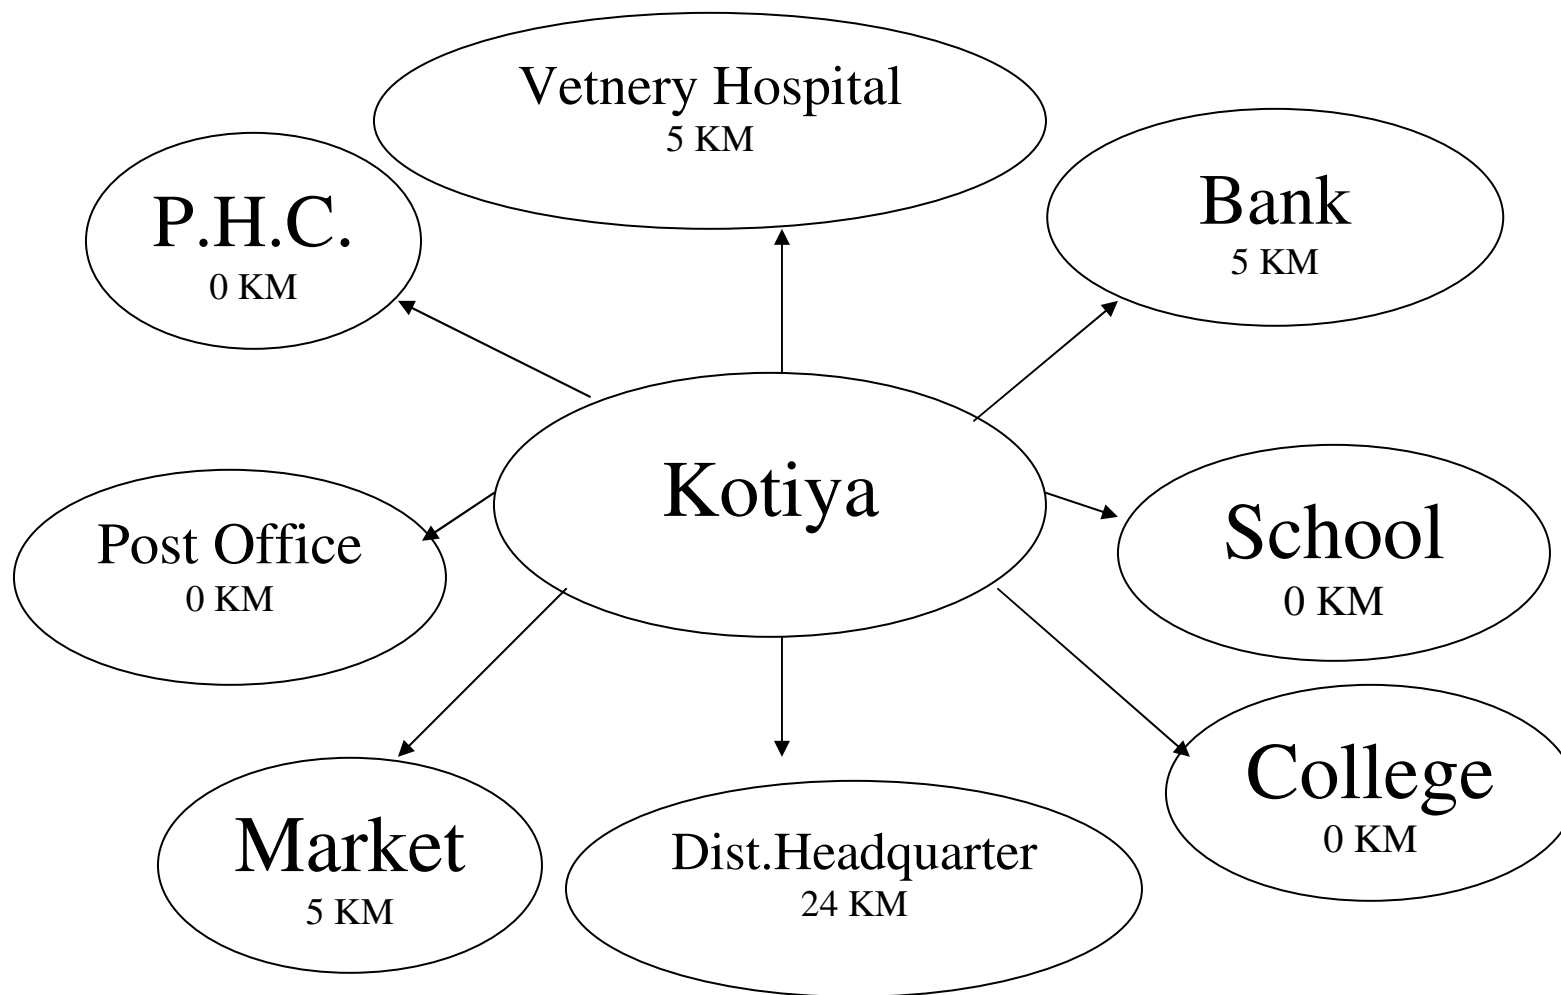 Vetnery Hospital
5 KM
P.H.C.
0 KM
Bank
5 KM
Kotiya
Post Office
0 KM
School
0 KM
Market
5 KM
Dist.Headquarter
24 KM
College
0 KM